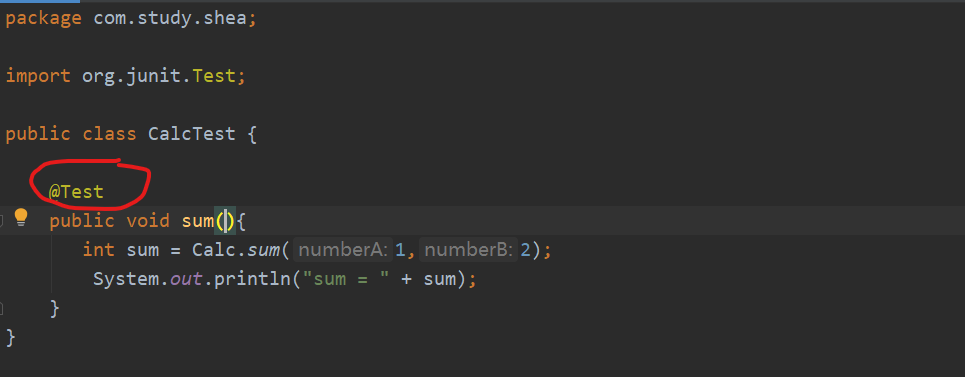 package com.study.shea;
import org.junit.Test;
public class CalcTest {
@Test
public void sum(){
int sum = Calc.sum( numberA: 1, numberB: 2);
System.out.println("sum = " + sum);
}
}